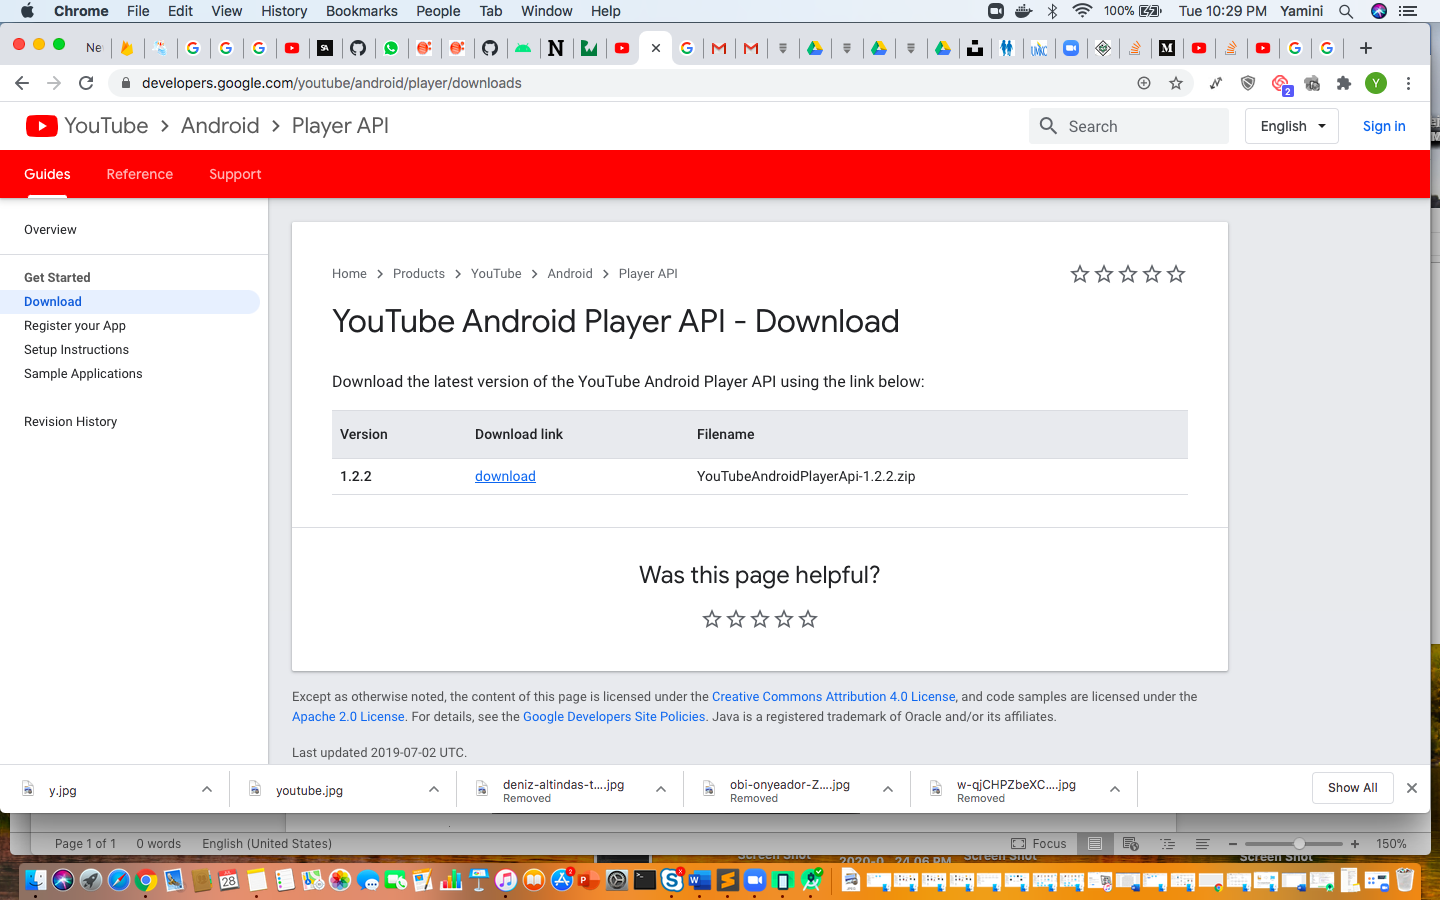 Chrome File Edit View History Bookmarks People Tab Window Help 100% Tue 10:29 PM Yamini
developers.google.com/youtube/android/player/downloads
YouTube > Android > Player API Search English Sign in
Guides Reference Support
Overview
Get Started
Download
Register your App
Setup Instructions
Sample Applications
Revision History
Home > Products > YouTube > Android > Player API
YouTube Android Player API - Download
Download the latest version of the YouTube Android Player API using the link below:
Version Download link Filename
1.2.2 download YouTubeAndroidPlayerApi-1.2.2.zip
Was this page helpful?
Except as otherwise noted, the content of this page is licensed under the Creative Commons Attribution 4.0 License, and code samples are licensed under the
Apache 2.0 License. For details, see the Google Developers Site Policies. Java is a registered trademark of Oracle and/or its affiliates.
Last updated 2019-07-02 UTC.
y.jpg youtube.jpg deniz-altindas-t....jpg obi-onyeador-Z....jpg w-qjCHPZbeXC....jpg Show All
Removed Removed Removed
Page 1 of 1 0 words English (United States) Focus 150%